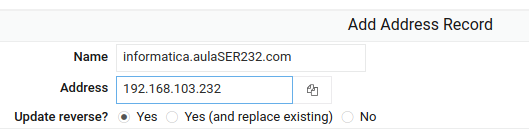 Add Address Record
Name informatica.aulaSER232.com
Address 192.168.103.232
Update reverse? Yes Yes (and replace existing) No